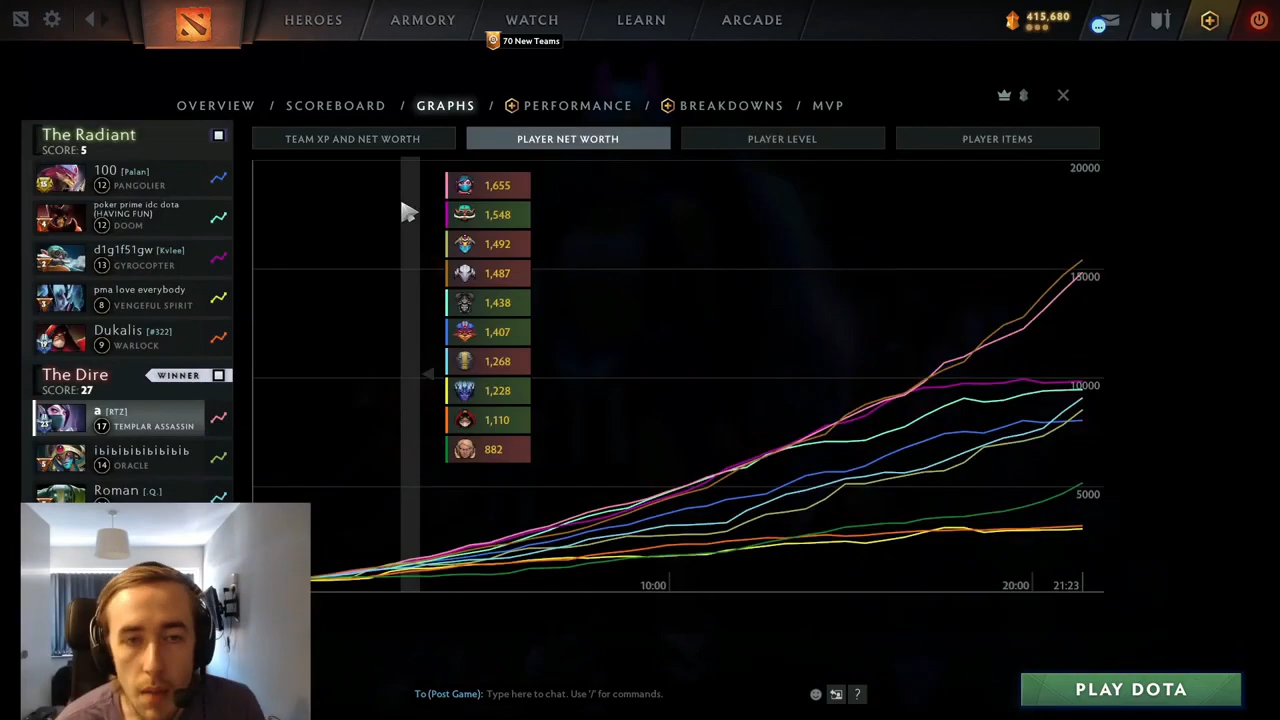 HEROES
ARMORY
WATCH
LEARN
ARCADE
415,680
70 New Teams
OVERVIEW / SCOREBOARD / GRAPHS / PERFORMANCE / BREAKDOWNS / MVP
TEAM XP AND NET WORTH
PLAYER NET WORTH
PLAYER LEVEL
PLAYER ITEMS
The Radiant
SCORE: 5
100 [Palan]
12 PANGOLIER
poker prime idc dota
(HAVING FUN)
12 DOOM
d1g1f51gw [Kvlee]
13 GYROCOPTER
pma love everybody
8 VENGEFUL SPIRIT
Dukalis [#322]
9 WARLOCK
The Dire
WINNER
SCORE: 27
a [RTZ]
17 TEMPLAR ASSASSIN
14 ORACLE
Roman [.Q.]
1,655
1,548
1,492
1,487
1,438
1,407
1,268
1,228
1,110
882
20000
15000
10000
5000
10:00
20:00
21:23
To (Post Game): Type here to chat. Use '/' for commands.
?
PLAY DOTA